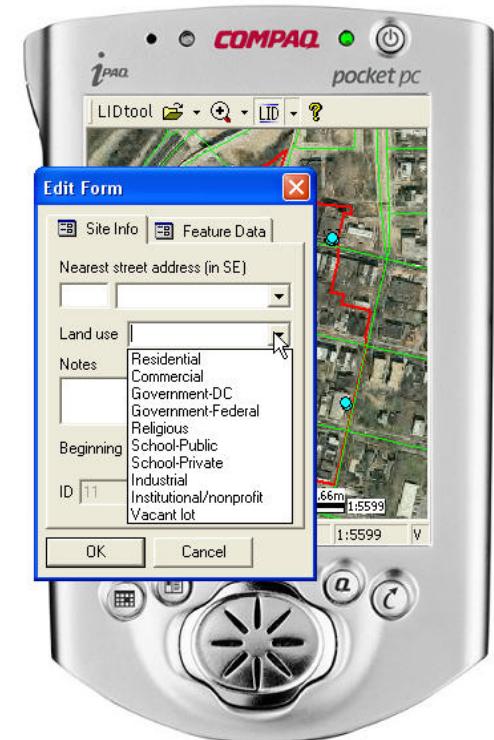 COMPAQ
iPAQ
pocket pc
LIDtool
LID
?
Edit Form
Site Info
Feature Data
Nearest street address (in SE)
Land use
Residential
Notes
Commercial
Government-DC
Government-Federal
Religious
School-Public
Beginning
School-Private
Industrial
ID 11
Institutional/nonprofit
.66m
1:5599
Vacant lot
OK
Cancel
1:5599
V
Q